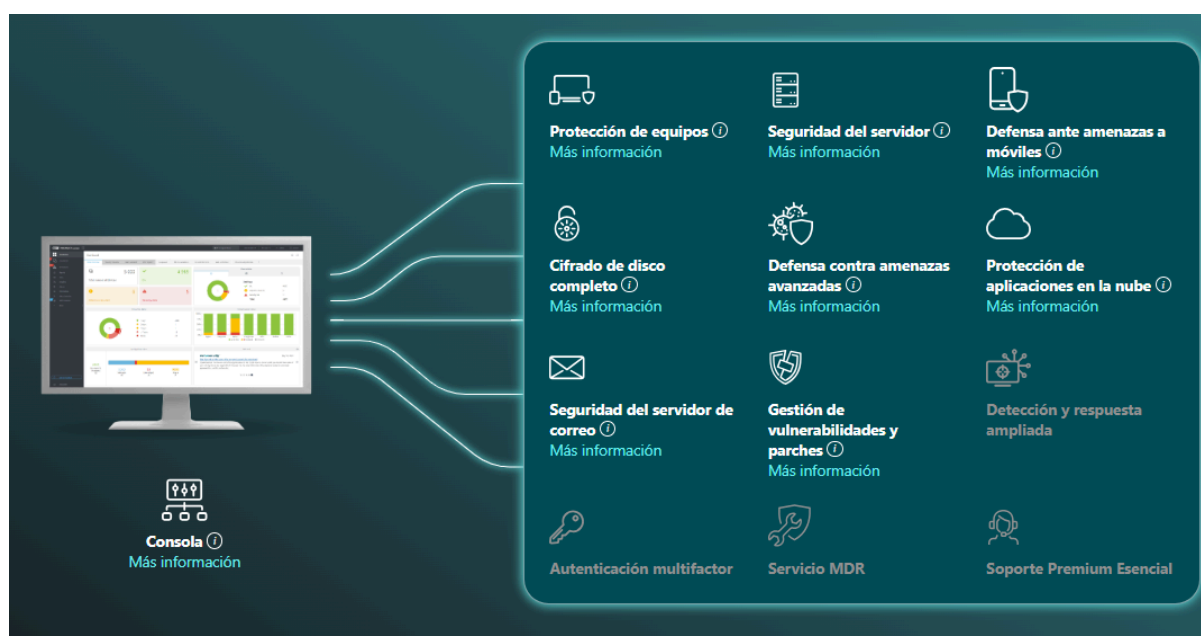 Protección de equipos
Más información
Seguridad del servidor
Más información
Defensa ante amenazas a
móviles
Más información
Cifrado de disco
completo
Más información
Defensa contra amenazas
avanzadas
Más información
Protección de
aplicaciones en la nube
Más información
Seguridad del servidor de
correo
Más información
Gestión de
vulnerabilidades y
parches
Más información
Detección y respuesta
ampliada
Autenticación multifactor
Servicio MDR
Soporte Premium Esencial
Consola
Más información